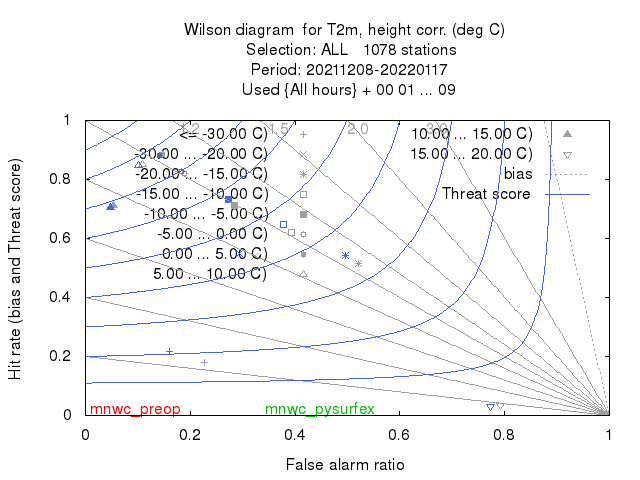 Wilson diagram  for T2m, height corr. (deg C)
Selection: ALL   1078 stations
Period: 20211208-20220117
Used {All hours} + 00 01 ... 09
1.5
2.0
<= -30.00 C)
-30.00 ... -20.00 C)
-20.00 ... -15.00 C)
-15.00 ... -10.00 C)
-10.00 ... -5.00 C)
-5.00 ... 0.00 C)
0.00 ... 5.00 C)
5.00 ... 10.00 C)
10.00 ... 15.00 C)
15.00 ... 20.00 C)
bias
Threat score
Hit rate (bias and Threat score)
1
0.8
0.6
0.4
0.2
0
mnwc_preop
mnwc_pysurfex
0 0.2 0.4 0.6 0.8 1
False alarm ratio